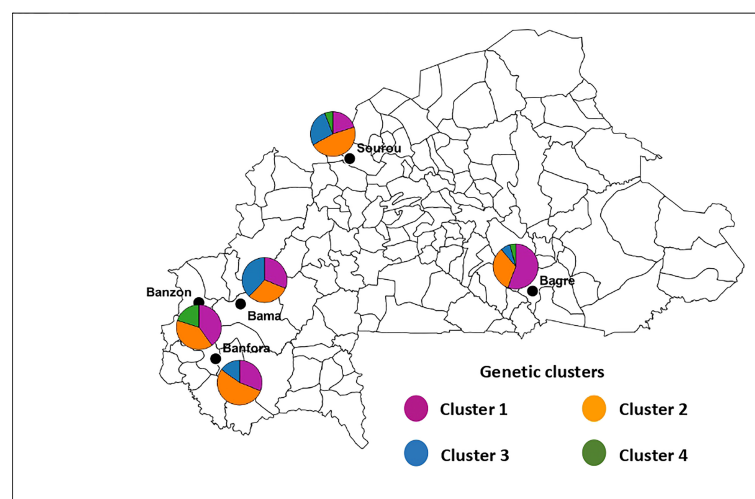 Sourou
Bagre
Banzon
Bama
Banfora
Genetic clusters
Cluster 1
Cluster 2
Cluster 3
Cluster 4